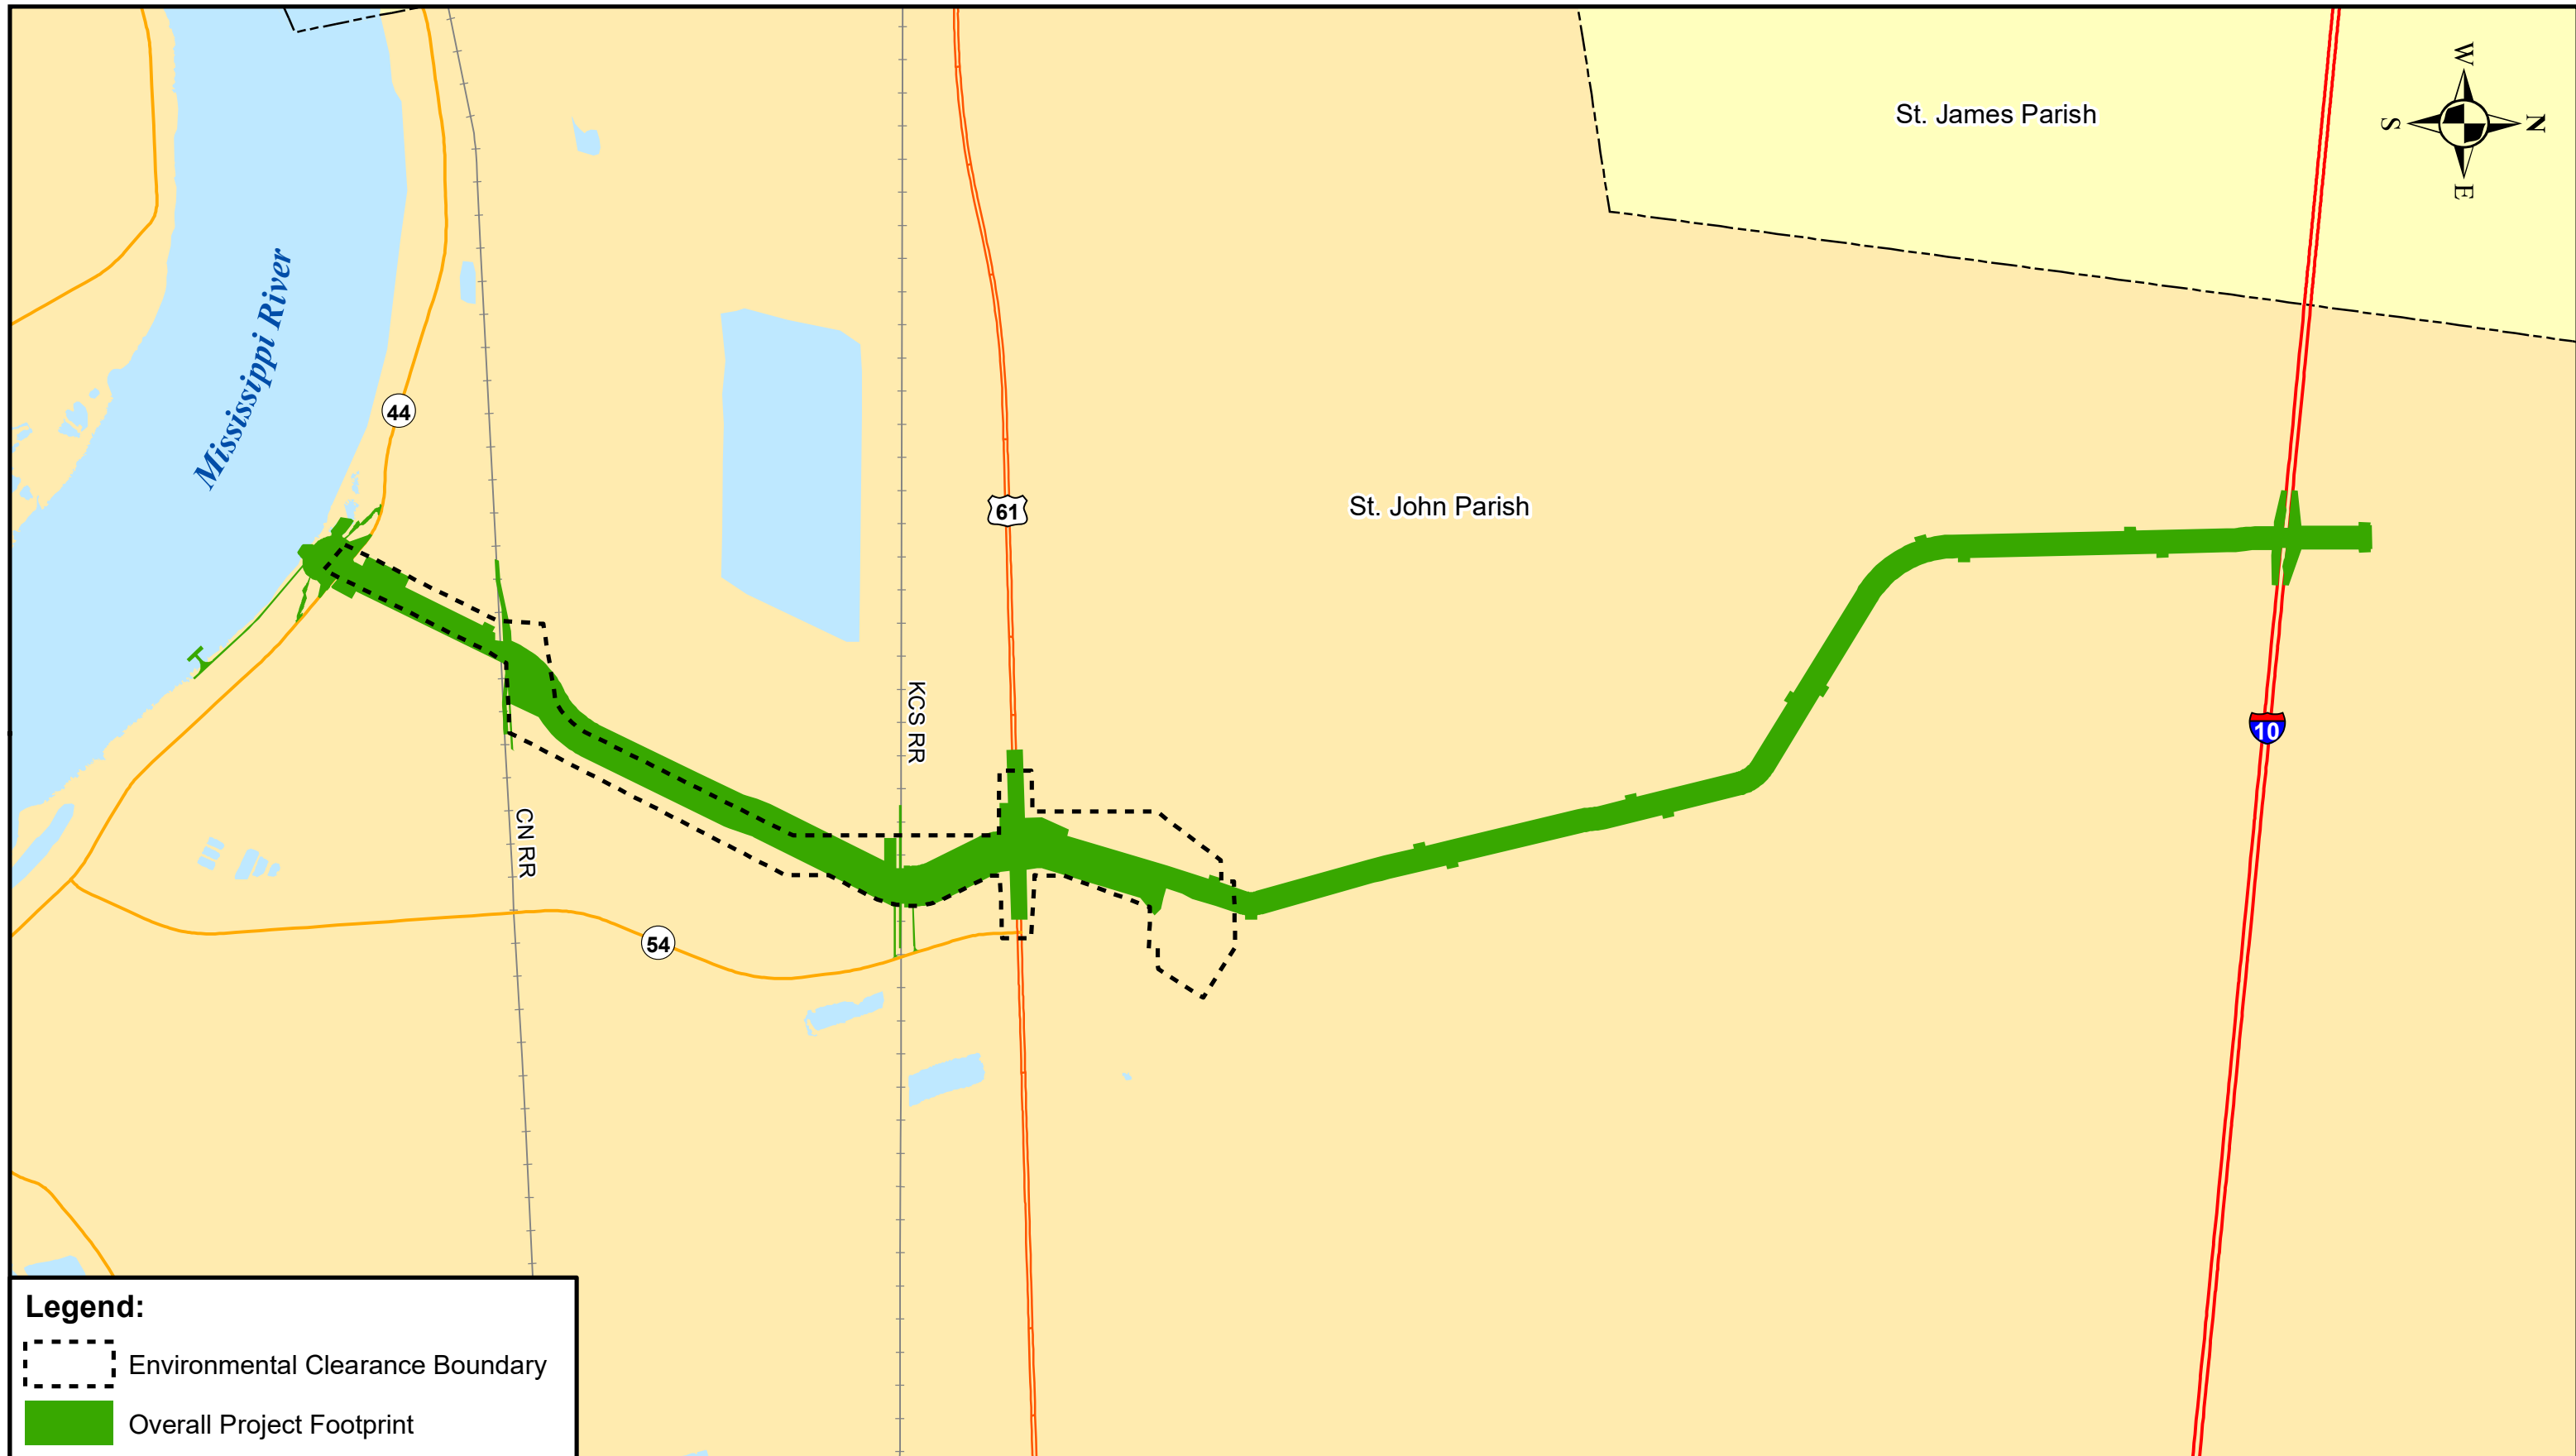 W
St. James Parish
S
N
E
Mississippi River
44
61
St. John Parish
KCS RR
10
CN RR
54
Legend:
Environmental Clearance Boundary
Overall Project Footprint